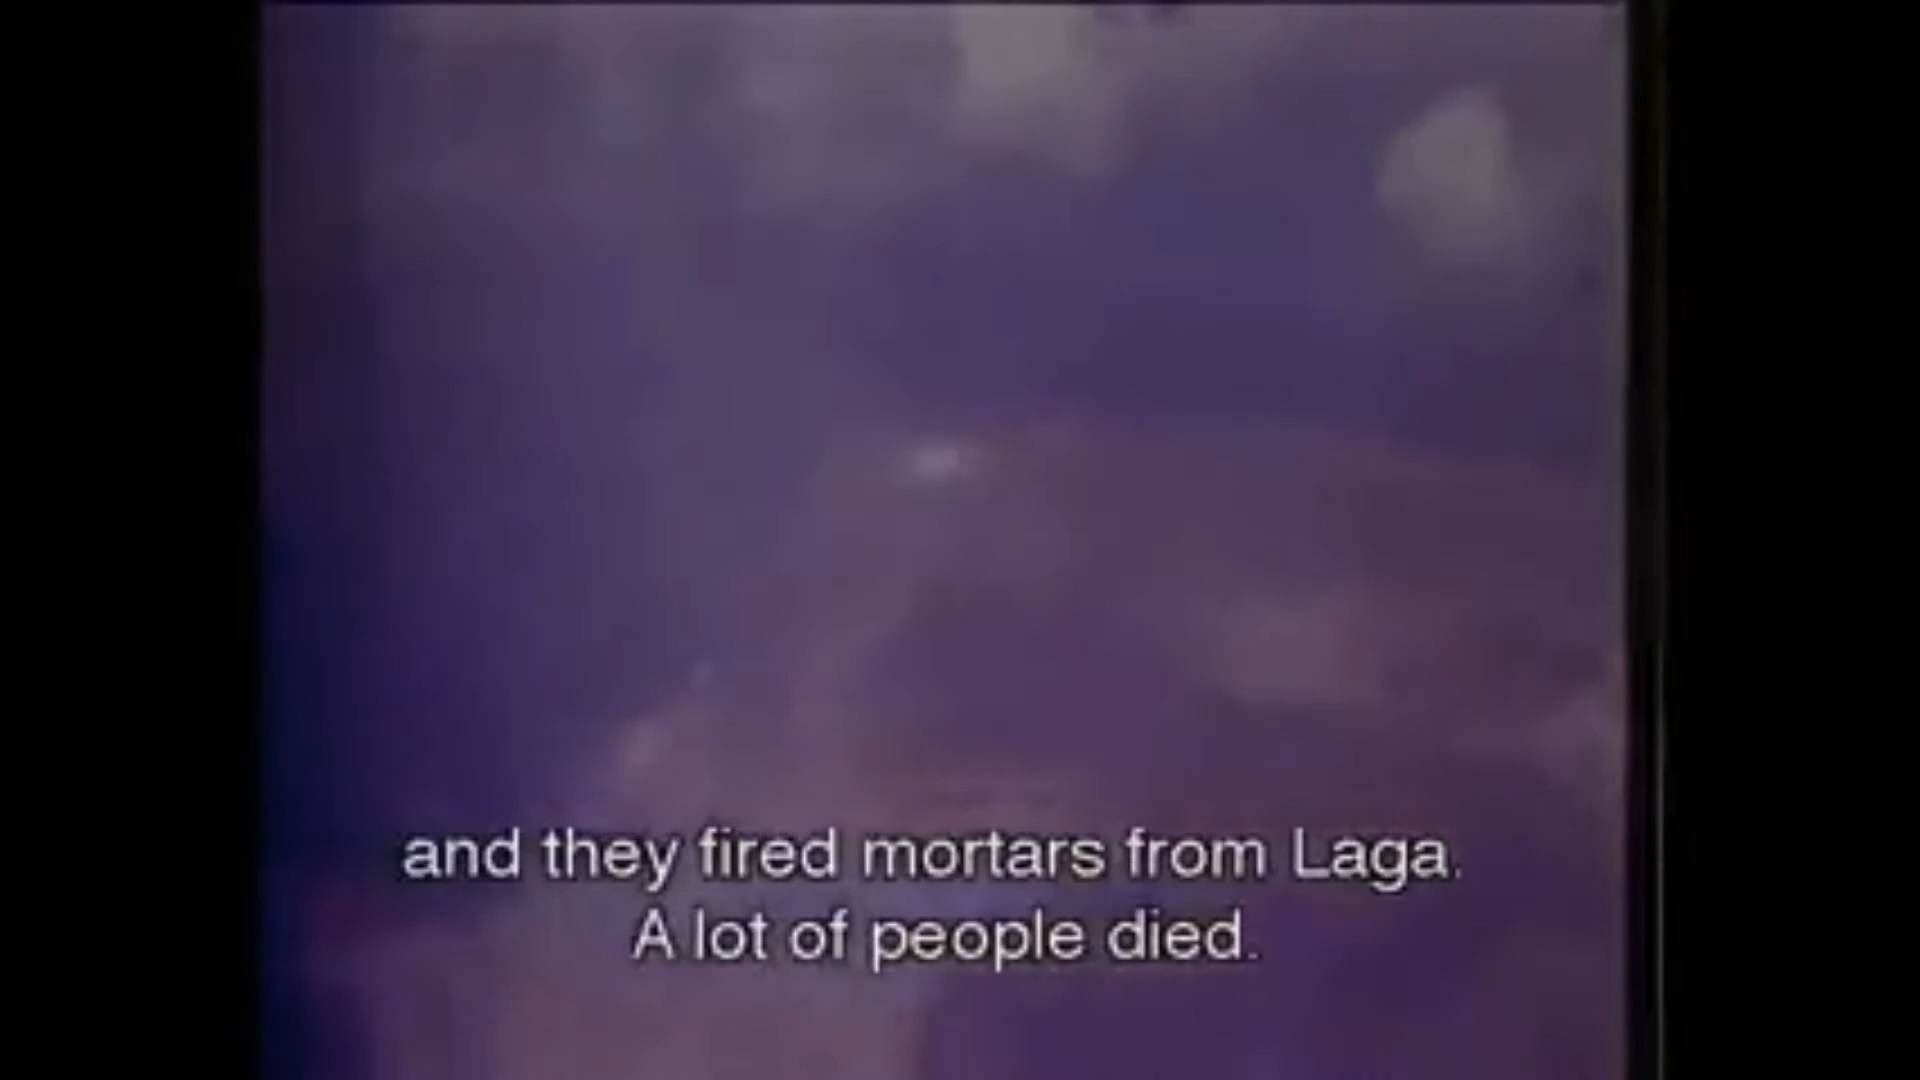 and they fired mortars from Laga.
A lot of people died.